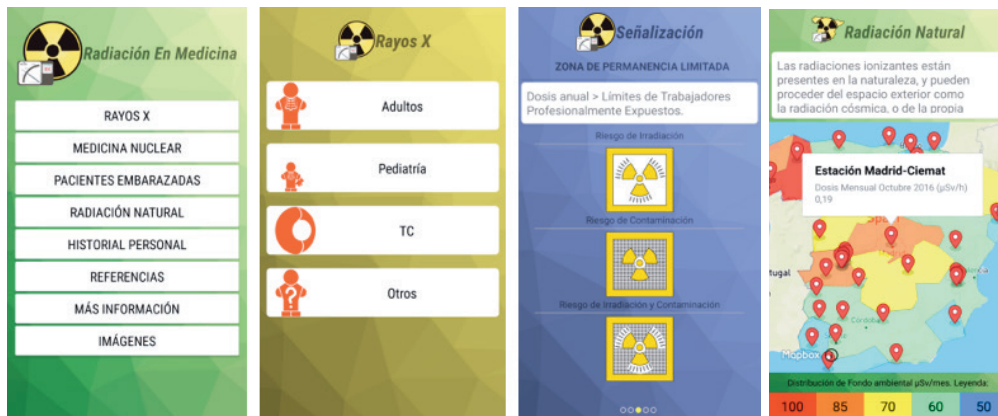 Radiación En Medicina
RAYOS X
MEDICINA NUCLEAR
PACIENTES EMBARAZADAS
RADIACIÓN NATURAL
HISTORIAL PERSONAL
REFERENCIAS
MÁS INFORMACIÓN
IMÁGENES
Rayos X
Adultos
Pediatría
TC
Otros
Señalización
ZONA DE PERMANENCIA LIMITADA
Dosis anual > Límites de Trabajadores
Profesionalmente Expuestos.
Riesgo de Irradiación
Riesgo de Contaminación
Riesgo de Irradiación y Contaminación
Radiación Natural
Las radiaciones ionizantes están
presentes en la naturaleza, y pueden
proceder del espacio exterior como
la radiación cósmica, o de la propia
Estación Madrid-Ciemat
Dosis Mensual Octubre 2016 (µSv/h)
0,19
Spain
tugal
Cordoba
Mapbox
Distribución de Fondo ambiental µSv/mes. Leyenda:
100 85 70 60 50